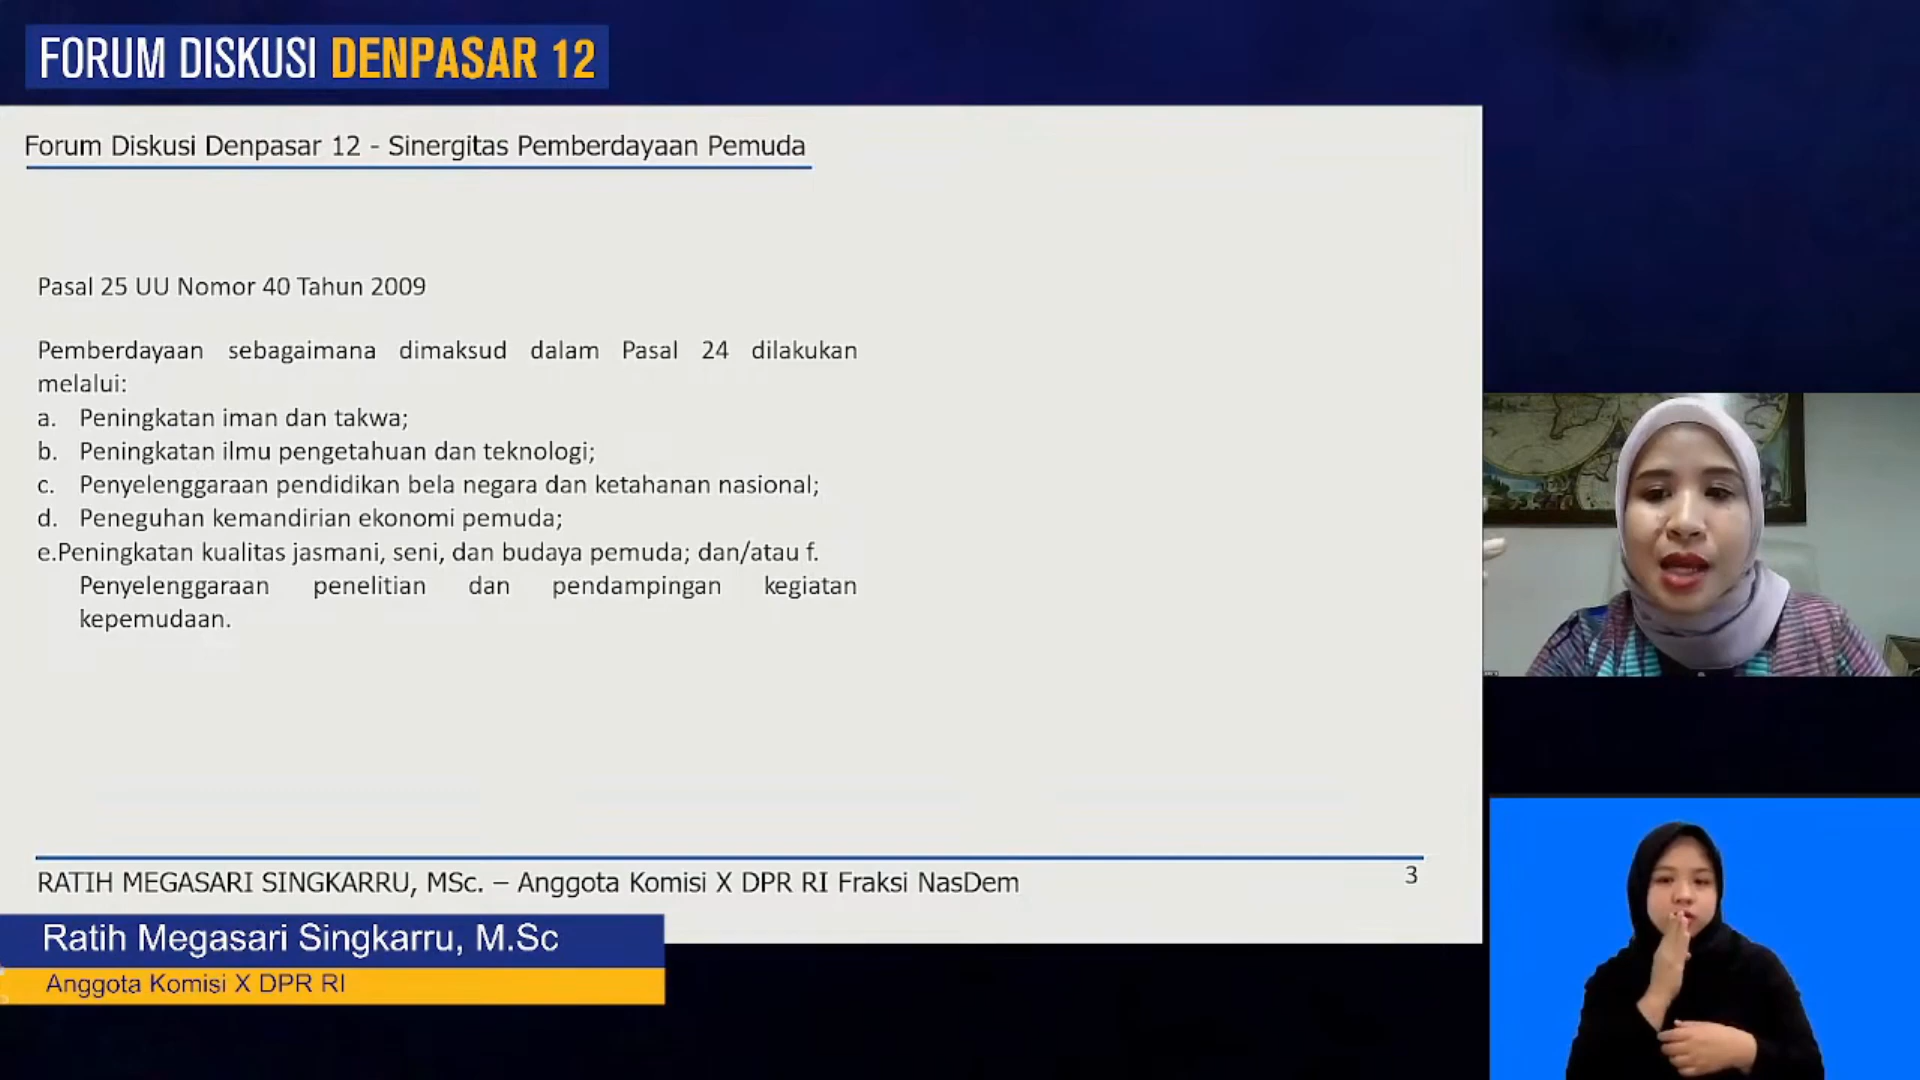 FORUM DISKUSI DENPASAR 12
Forum Diskusi Denpasar 12 - Sinergitas Pemberdayaan Pemuda
Pasal 25 UU Nomor 40 Tahun 2009
Pemberdayaan sebagaimana dimaksud dalam Pasal 24 dilakukan
melalui:
a. Peningkatan iman dan takwa;
b. Peningkatan ilmu pengetahuan dan teknologi;
c. Penyelenggaraan pendidikan bela negara dan ketahanan nasional;
d. Peneguhan kemandirian ekonomi pemuda;
e.Peningkatan kualitas jasmani, seni, dan budaya pemuda; dan/atau f.
Penyelenggaraan penelitian dan pendampingan kegiatan
kepemudaan.
RATIH MEGASARI SINGKARRU, MSc. – Anggota Komisi X DPR RI Fraksi NasDem
3
Ratih Megasari Singkarru, M.Sc
Anggota Komisi X DPR RI